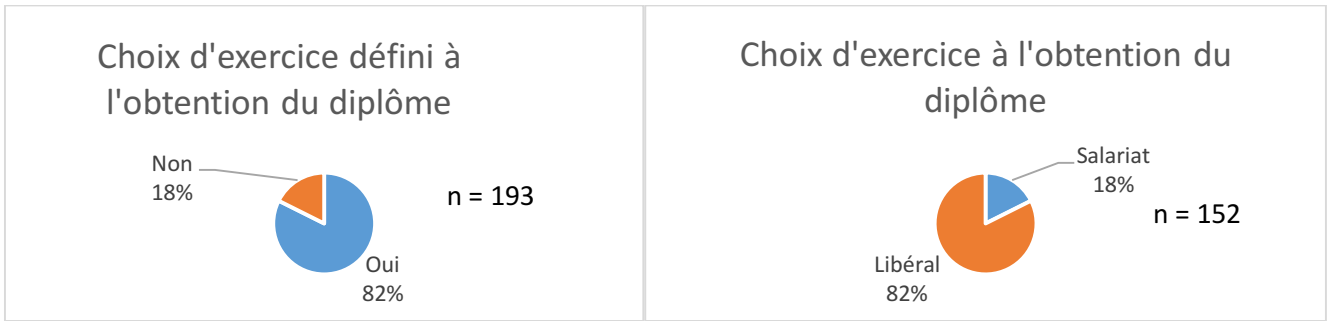 Choix d'exercice défini à
l'obtention du diplôme
Non
18%
n = 193
Oui
82%
Choix d'exercice à l'obtention du
diplôme
Salariat
18%
n = 152
Libéral
82%